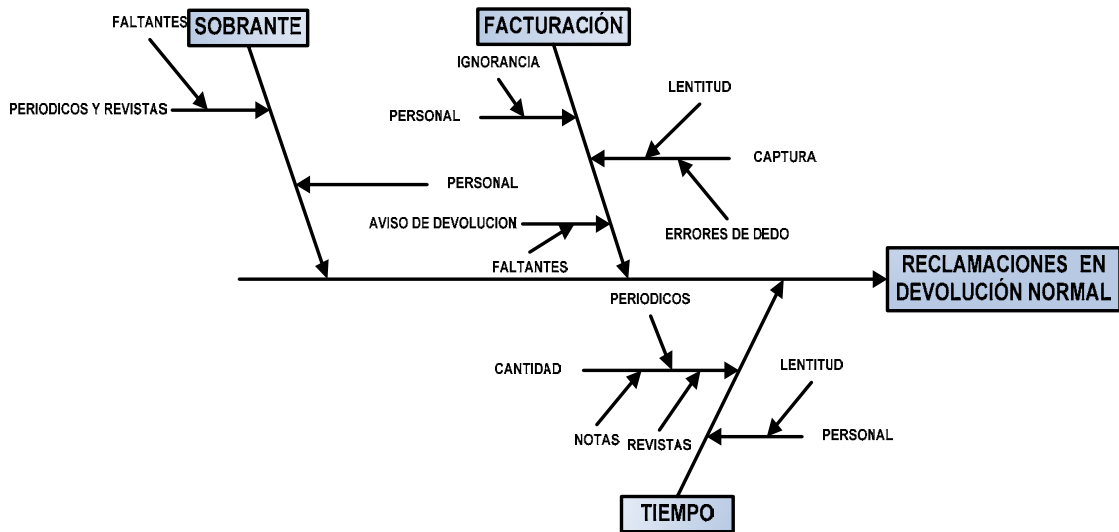 FALTANTES
SOBRANTE
FACTURACIÓN
IGNORANCIA
LENTITUD
PERIODICOS Y REVISTAS
PERSONAL
CAPTURA
PERSONAL
AVISO DE DEVOLUCION
ERRORES DE DEDO
FALTANTES
RECLAMACIONES EN
DEVOLUCIÓN NORMAL
PERIODICOS
CANTIDAD
LENTITUD
NOTAS
REVISTAS
PERSONAL
TIEMPO